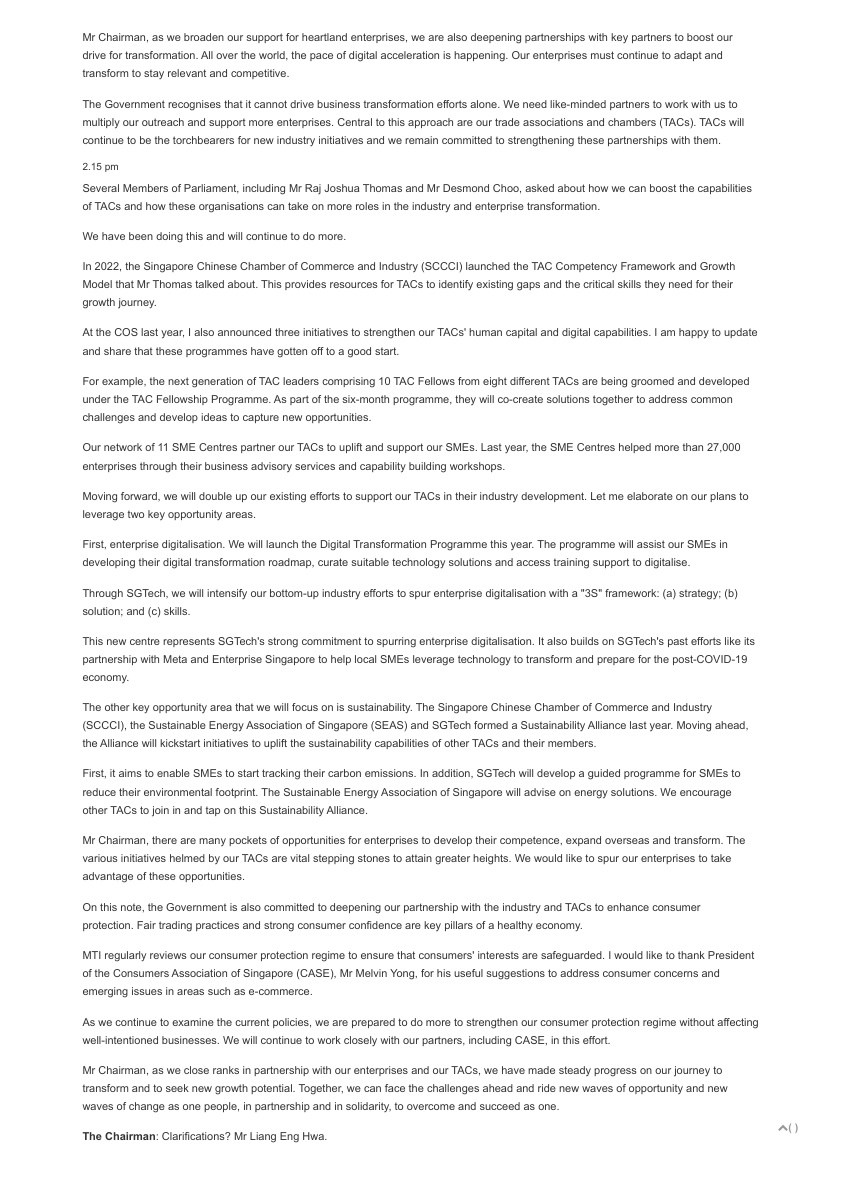 Mr Chairman, as we broaden our support for heartland enterprises, we are also deepening partnerships with key partners to boost our
drive for transformation. All over the world, the pace of digital acceleration is happening. Our enterprises must continue to adapt and
transform to stay relevant and competitive.
The Government recognises that it cannot drive business transformation efforts alone. We need like-minded partners to work with us to
multiply our outreach and support more enterprises. Central to this approach are our trade associations and chambers (TACs). TACs will
continue to be the torchbearers for new industry initiatives and we remain committed to strengthening these partnerships with them.
2.15 pm
Several Members of Parliament, including Mr Raj Joshua Thomas and Mr Desmond Choo, asked about how we can boost the capabilities
of TACs and how these organisations can take on more roles in the industry and enterprise transformation.
We have been doing this and will continue to do more.
In 2022, the Singapore Chinese Chamber of Commerce and Industry (SCCCI) launched the TAC Competency Framework and Growth
Model that Mr Thomas talked about. This provides resources for TACs to identify existing gaps and the critical skills they need for their
growth journey.
At the COS last year, I also announced three initiatives to strengthen our TACs' human capital and digital capabilities. I am happy to update
and share that these programmes have gotten off to a good start.
For example, the next generation of TAC leaders comprising 10 TAC Fellows from eight different TACs are being groomed and developed
under the TAC Fellowship Programme. As part of the six-month programme, they will co-create solutions together to address common
challenges and develop ideas to capture new opportunities.
Our network of 11 SME Centres partner our TACs to uplift and support our SMEs. Last year, the SME Centres helped more than 27,000
enterprises through their business advisory services and capability building workshops.
Moving forward, we will double up our existing efforts to support our TACs in their industry development. Let me elaborate on our plans to
leverage two key opportunity areas.
First, enterprise digitalisation. We will launch the Digital Transformation Programme this year. The programme will assist our SMEs in
developing their digital transformation roadmap, curate suitable technology solutions and access training support to digitalise.
Through SGTech, we will intensify our bottom-up industry efforts to spur enterprise digitalisation with a "3S" framework: (a) strategy; (b)
solution; and (c) skills.
This new centre represents SGTech's strong commitment to spurring enterprise digitalisation. It also builds on SGTech's past efforts like its
partnership with Meta and Enterprise Singapore to help local SMEs leverage technology to transform and prepare for the post-COVID-19
economy.
The other key opportunity area that we will focus on is sustainability. The Singapore Chinese Chamber of Commerce and Industry
(SCCCI), the Sustainable Energy Association of Singapore (SEAS) and SGTech formed a Sustainability Alliance last year. Moving ahead,
the Alliance will kickstart initiatives to uplift the sustainability capabilities of other TACs and their members.
First, it aims to enable SMEs to start tracking their carbon emissions. In addition, SGTech will develop a guided programme for SMEs to
reduce their environmental footprint. The Sustainable Energy Association of Singapore will advise on energy solutions. We encourage
other TACs to join in and tap on this Sustainability Alliance.
Mr Chairman, there are many pockets of opportunities for enterprises to develop their competence, expand overseas and transform. The
various initiatives helmed by our TACs are vital stepping stones to attain greater heights. We would like to spur our enterprises to take
advantage of these opportunities.
On this note, the Government is also committed to deepening our partnership with the industry and TACs to enhance consumer
protection. Fair trading practices and strong consumer confidence are key pillars of a healthy economy.
MTI regularly reviews our consumer protection regime to ensure that consumers' interests are safeguarded. I would like to thank President
of the Consumers Association of Singapore (CASE), Mr Melvin Yong, for his useful suggestions to address consumer concerns and
emerging issues in areas such as e-commerce.
As we continue to examine the current policies, we are prepared to do more to strengthen our consumer protection regime without affecting
well-intentioned businesses. We will continue to work closely with our partners, including CASE, in this effort.
Mr Chairman, as we close ranks in partnership with our enterprises and our TACs, we have made steady progress on our journey to
transform and to seek new growth potential. Together, we can face the challenges ahead and ride new waves of opportunity and new
waves of change as one people, in partnership and in solidarity, to overcome and succeed as one.
( )
The Chairman: Clarifications? Mr Liang Eng Hwa.